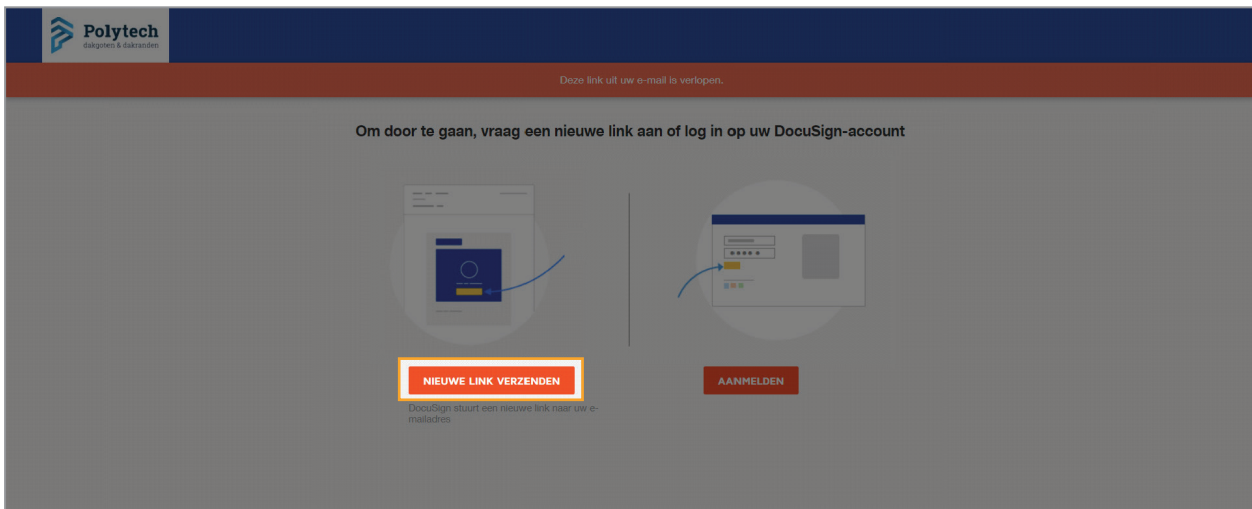 Polytech
dakgoten & dakranden
Deze link uit uw e-mail is verlopen.
Om door te gaan, vraag een nieuwe link aan of log in op uw DocuSign-account
NIEUWE LINK VERZENDEN
DocuSign stuurt een nieuwe link naar uw e-
mailadres
AANMELDEN